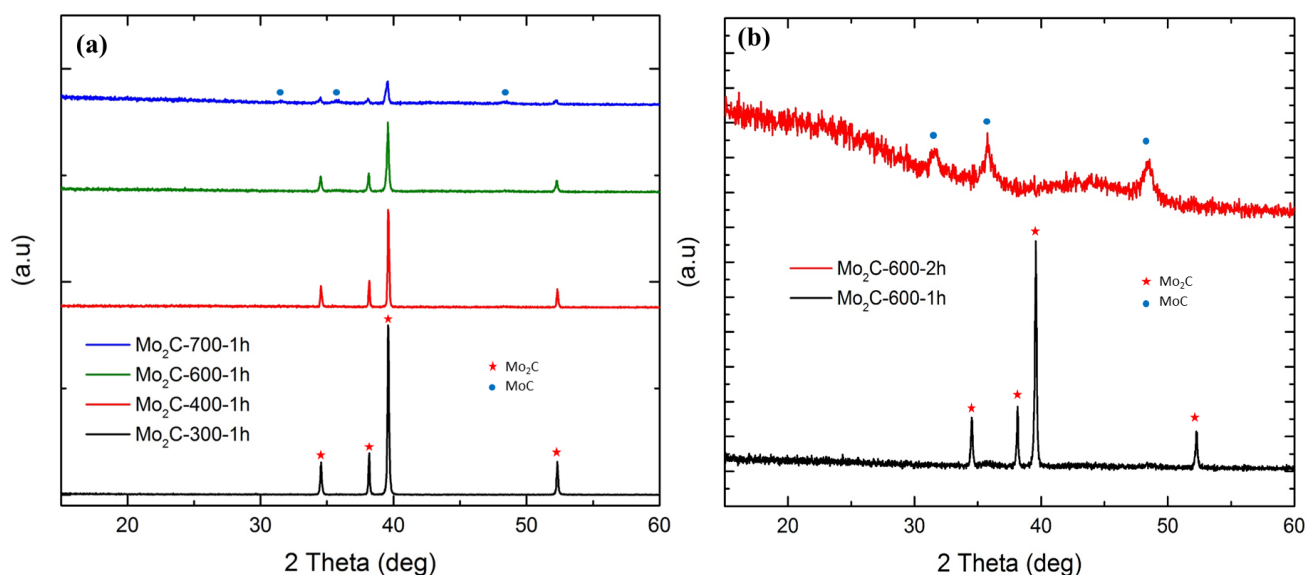 (a)
(a.u)
Mo₂C-700-1h
Mo₂C-600-1h
Mo₂C-400-1h
Mo₂C-300-1h
Mo₂C
MoC
20 30 40 50 60
2 Theta (deg)
(b)
(a.u)
Mo₂C-600-2h
Mo₂C-600-1h
Mo₂C
MoC
20 30 40 50 60
2 Theta (deg)